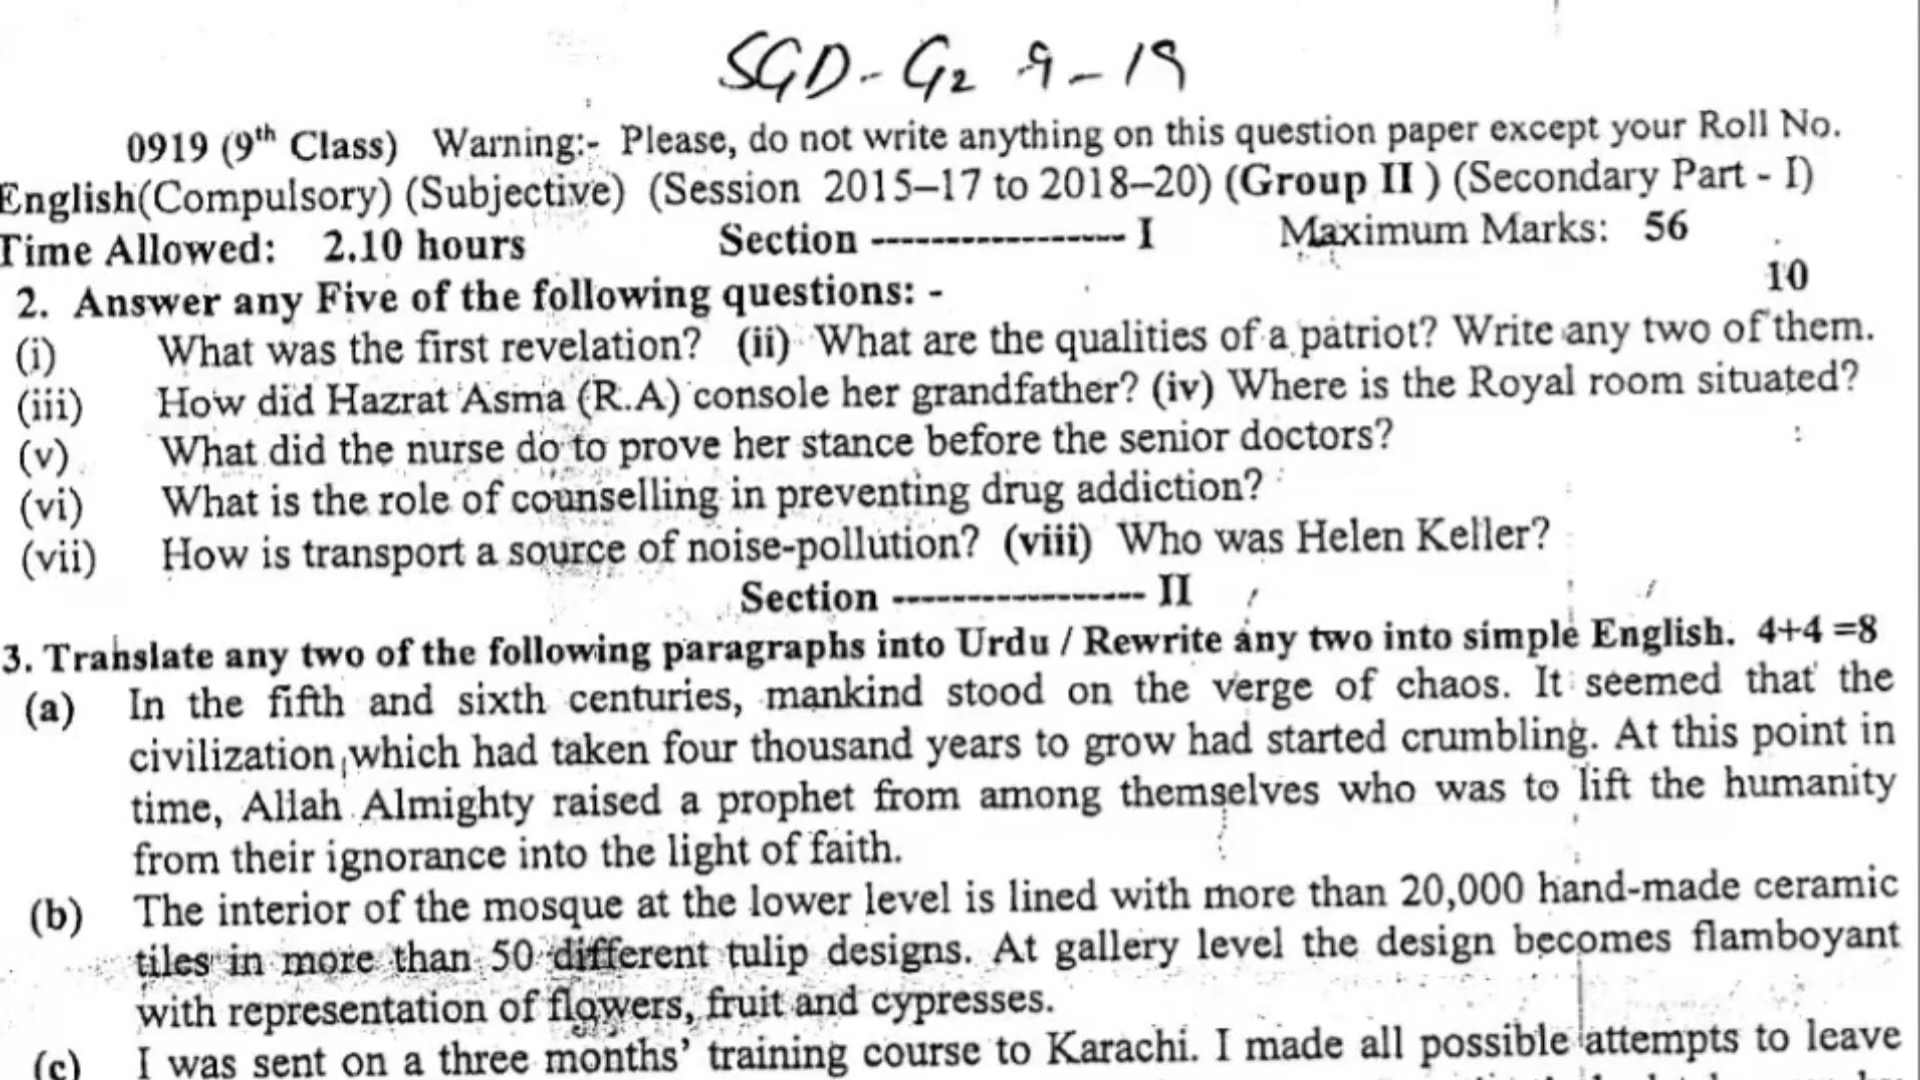 SGD-G2 9-19
0919 (9th Class) Warning:- Please, do not write anything on this question paper except your Roll No.
English(Compulsory) (Subjective) (Session 2015–17 to 2018–20) (Group II ) (Secondary Part - I)
Time Allowed: 2.10 hours Section ----------------- I Maximum Marks: 56
2. Answer any Five of the following questions: - 10
(i) What was the first revelation? (ii) What are the qualities of a patriot? Write any two of them.
(iii) How did Hazrat Asma (R.A) console her grandfather? (iv) Where is the Royal room situated?
(v) What did the nurse do to prove her stance before the senior doctors?
(vi) What is the role of counselling in preventing drug addiction?
(vii) How is transport a source of noise-pollution? (viii) Who was Helen Keller?
Section ----------------- II
3. Translate any two of the following paragraphs into Urdu / Rewrite any two into simple English. 4+4 =8
(a) In the fifth and sixth centuries, mankind stood on the verge of chaos. It seemed that the
civilization which had taken four thousand years to grow had started crumbling. At this point in
time, Allah Almighty raised a prophet from among themselves who was to lift the humanity
from their ignorance into the light of faith.
(b) The interior of the mosque at the lower level is lined with more than 20,000 hand-made ceramic
tiles in more than 50 different tulip designs. At gallery level the design becomes flamboyant
with representation of flowers, fruit and cypresses.
(c) I was sent on a three months' training course to Karachi. I made all possible attempts to leave